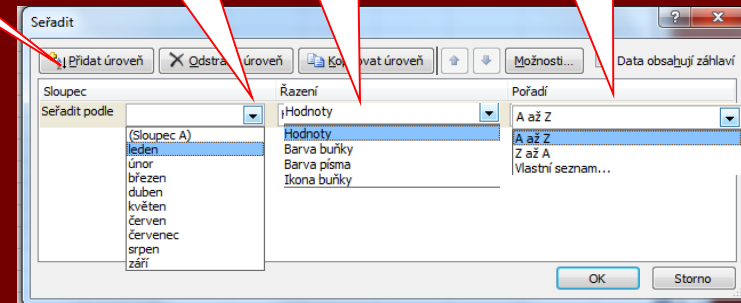 Seřadit
Přidat úroveň Odstra úroveň Kopírovat úroveň Možnosti... Data obsahují záhlaví
Sloupec Řazení Pořadí
Seřadit podle Hodnoty A až Z
(Sloupec A) Hodnoty A až Z
leden Barva buňky Z až A
únor Barva písma Vlastní seznam...
březen Ikona buňky
duben
květen
červen
červenec
srpen
září
OK Storno